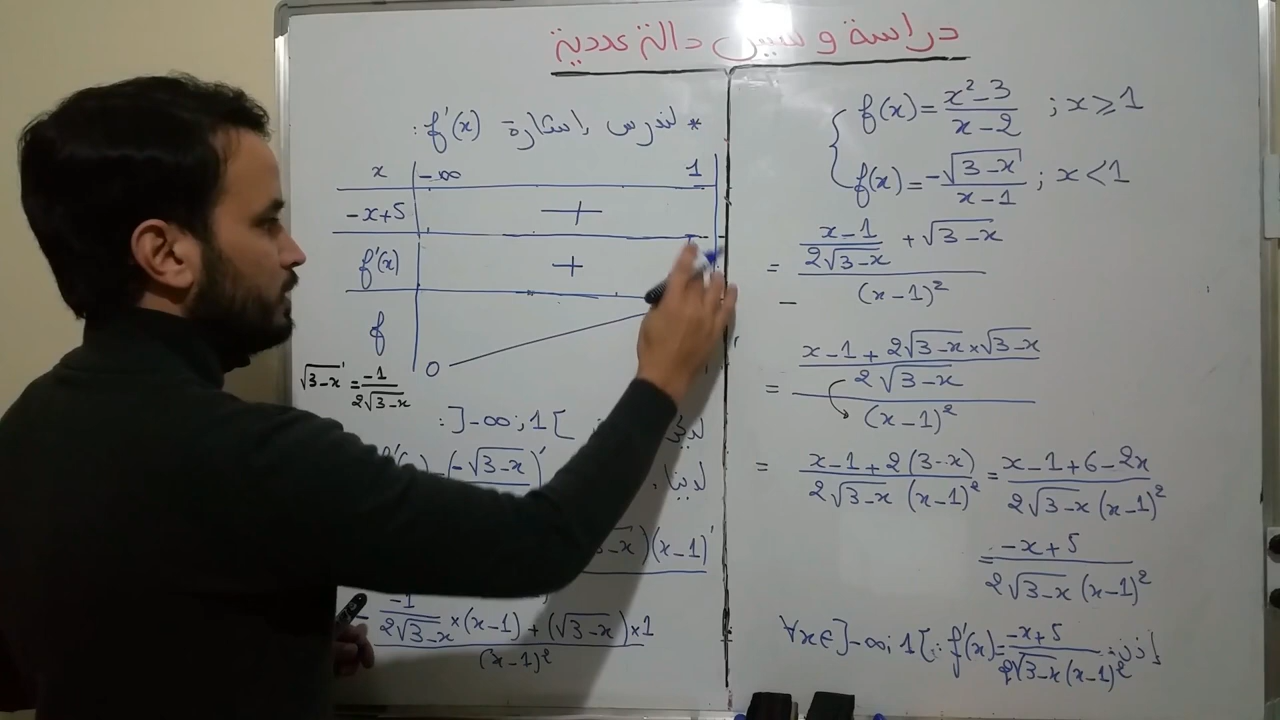 دراسة و دالة عددية
f(x) = (x²-3)/(x-2) ; x ⩾ 1
f(x) = -√(3-x)/(x-1) ; x < 1
= ((x-1)/(2√(3-x)) + √(3-x))/(x-1)²
= ((x-1+2√(3-x)×√(3-x))/(2√(3-x)))/(x-1)²
= (x-1+2(3-x))/(2√(3-x) (x-1)²) = (x-1+6-2x)/(2√(3-x) (x-1)²)
= (-x+5)/(2√(3-x) (x-1)²)
إذن: ∀x∈]-∞;1[ : f'(x) = (-x+5)/(2√(3-x) (x-1)²)
* لندرس إشارة f'(x) :
x -∞ 1
-x+5 +
f'(x) +
f 0
√(3-x)' = -1/(2√(3-x))
]-∞;1[ :
لدينا (-√(3-x))'
(x-1)'
(-1/(2√(3-x)) ×(x-1)+(√(3-x))×1)/(x-1)²